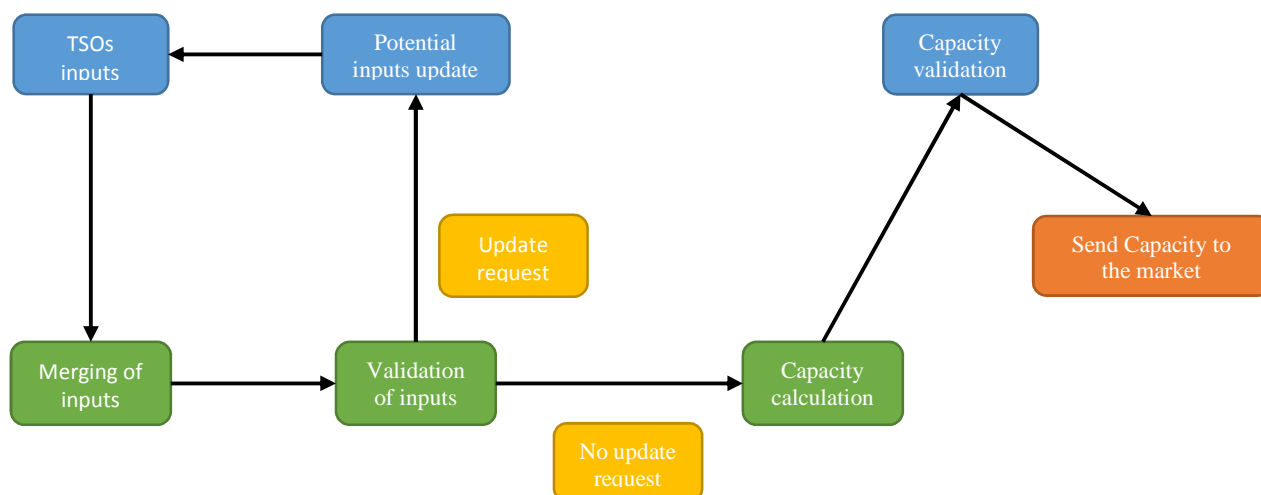 TSOs
inputs
Potential
inputs update
Capacity
validation
Update
request
Send Capacity to
the market
Merging of
inputs
Validation
of inputs
Capacity
calculation
No update
request